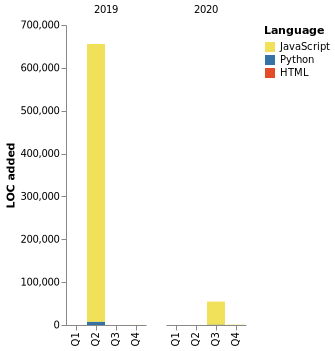 2019 2020
Language
JavaScript
Python
HTML
LOC added
700,000
600,000
500,000
400,000
300,000
200,000
100,000
0
Q1 Q2 Q3 Q4 Q1 Q2 Q3 Q4